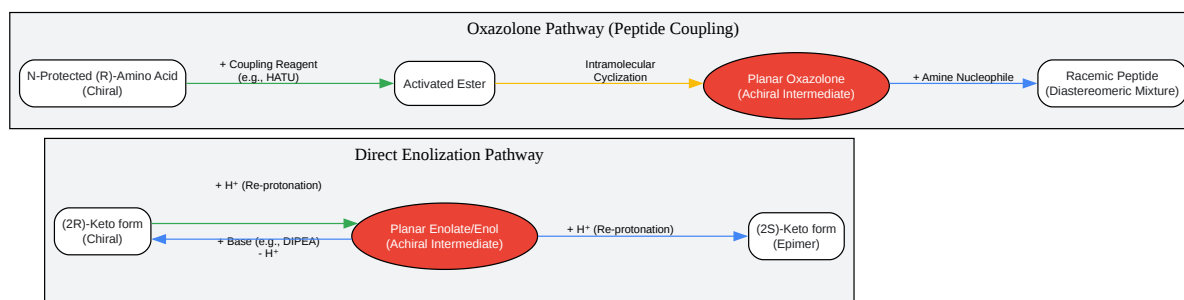 Oxazolone Pathway (Peptide Coupling)
N-Protected (R)-Amino Acid
(Chiral)
+ Coupling Reagent
(e.g., HATU)
Activated Ester
Intramolecular
Cyclization
Planar Oxazolone
(Achiral Intermediate)
+ Amine Nucleophile
Racemic Peptide
(Diastereomeric Mixture)
Direct Enolization Pathway
(2R)-Keto form
(Chiral)
+ H⁺ (Re-protonation)
+ Base (e.g., DIPEA)
- H⁺
Planar Enolate/Enol
(Achiral Intermediate)
+ H⁺ (Re-protonation)
(2S)-Keto form
(Epimer)